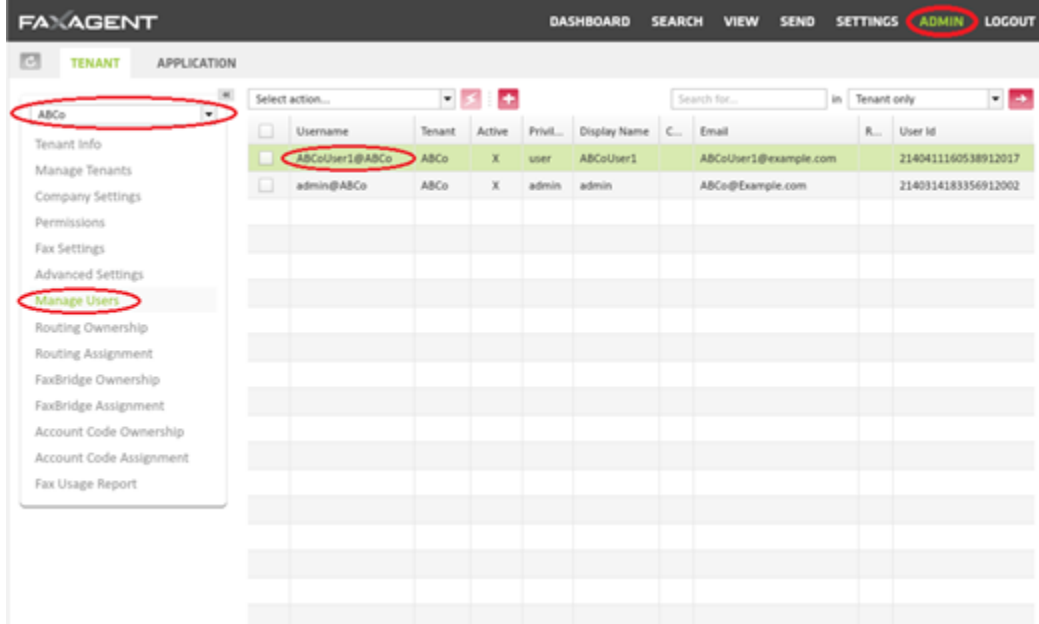 FAXAGENT DASHBOARD SEARCH VIEW SEND SETTINGS ADMIN LOGOUT
TENANT APPLICATION
ABCo
Tenant Info
Manage Tenants
Company Settings
Permissions
Fax Settings
Advanced Settings
Manage Users
Routing Ownership
Routing Assignment
FaxBridge Ownership
FaxBridge Assignment
Account Code Ownership
Account Code Assignment
Fax Usage Report
Select action... Search for... in Tenant only
Username Tenant Active Privil... Display Name C... Email R... User Id
ABCoUser1@ABCo ABCo X user ABCoUser1 ABCoUser1@example.com 2140411160538912017
admin@ABCo ABCo X admin admin ABCo@Example.com 2140314183356912002